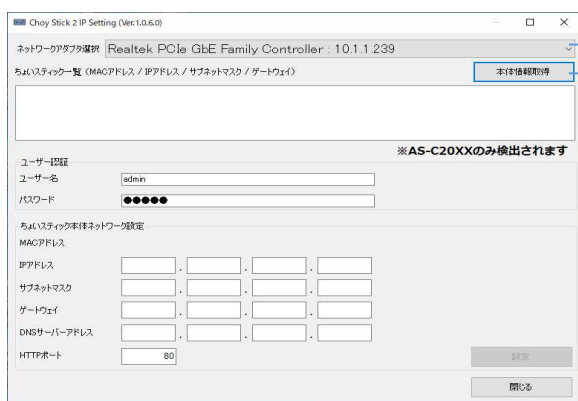 Choy Stick 2 IP Setting (Ver.1.0.6.0)
ネットワークアダプタ選択 Realtek PCIe GbE Family Controller : 10.1.1.239
ちょいスティック一覧 (MACアドレス / IPアドレス / サブネットマスク / ゲートウェイ)
本体情報取得
※AS-C20XXのみ検出されます
ユーザー認証
ユーザー名 admin
パスワード ●●●●●
ちょいスティック本体ネットワーク設定
MACアドレス
IPアドレス . . .
サブネットマスク . . .
ゲートウェイ . . .
DNSサーバーアドレス . . .
HTTPポート 80
設定
閉じる